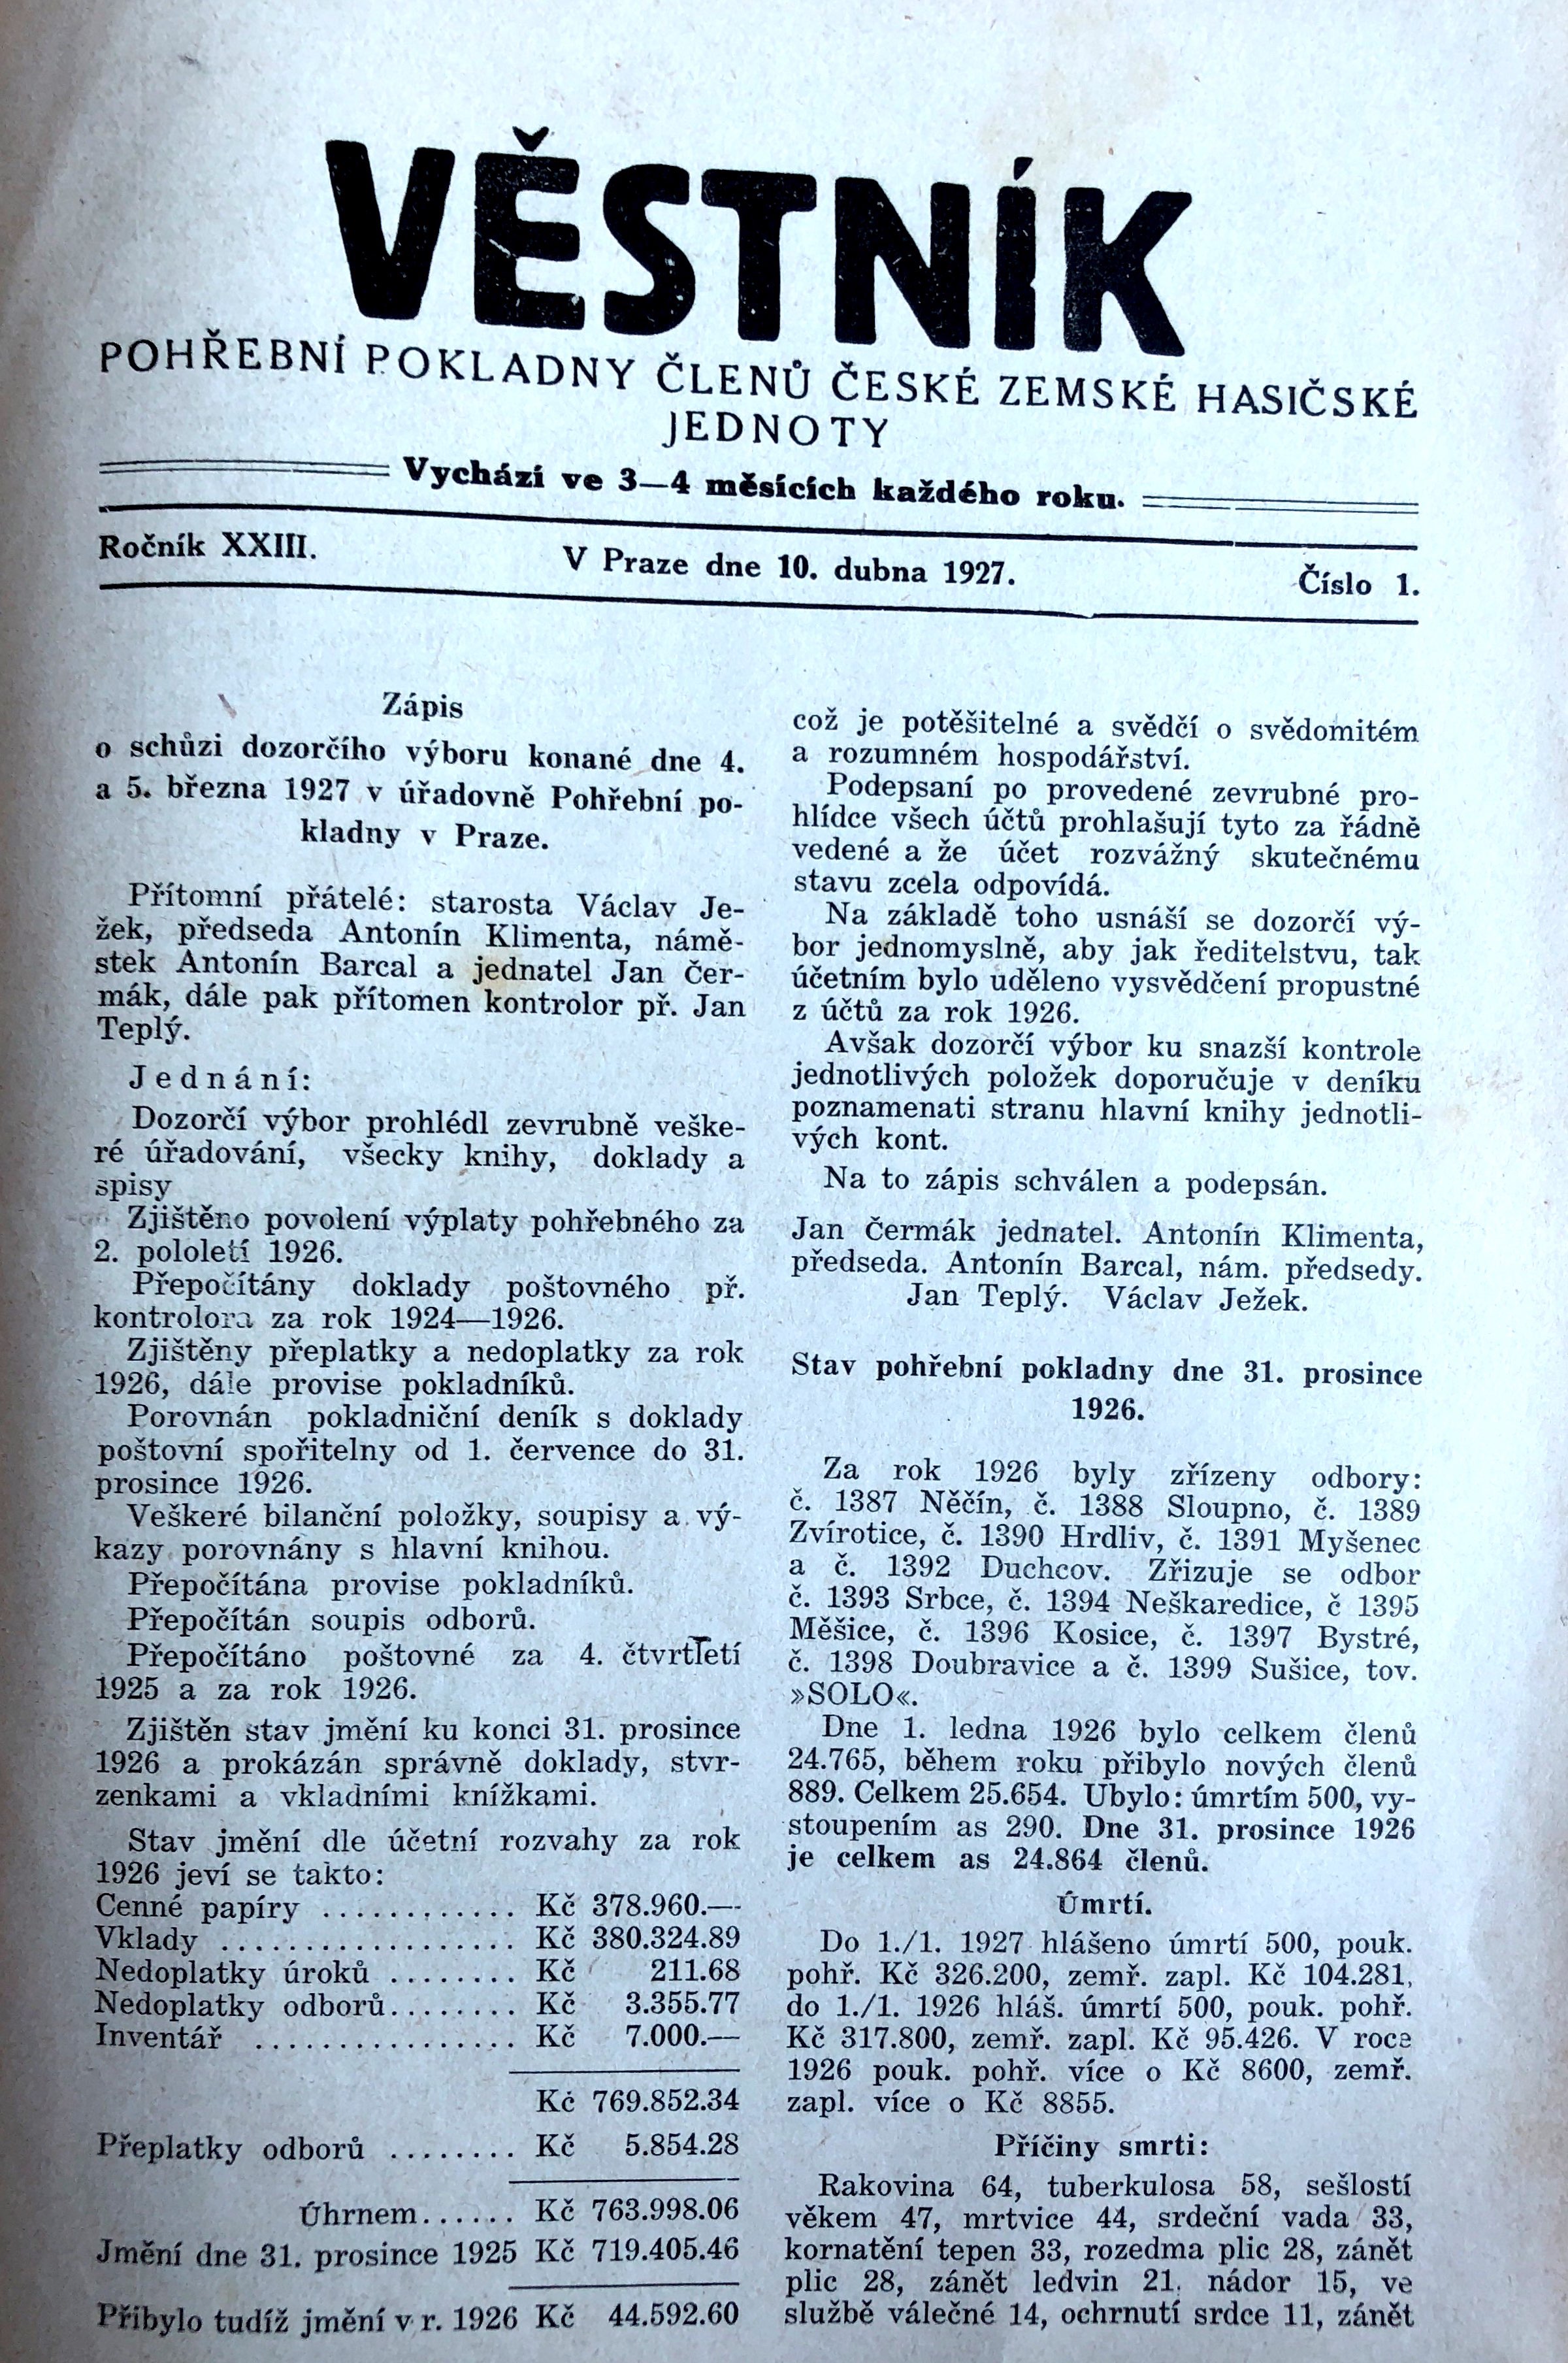 VĚSTNÍK
POHŘEBNÍ POKLADNY ČLENŮ ČESKÉ ZEMSKÉ HASIČSKÉ
JEDNOTY
Vychází ve 3—4 měsících každého roku.
Ročník XXIII. V Praze dne 10. dubna 1927. Číslo 1.
Zápis
o schůzi dozorčího výboru konané dne 4.
a 5. března 1927 v úřadovně Pohřební po-
kladny v Praze.
Přítomní přátelé: starosta Václav Je-
žek, předseda Antonín Klimenta, námě-
stek Antonín Barcal a jednatel Jan Čer-
mák, dále pak přítomen kontrolor př. Jan
Teplý.
Jednání:
Dozorčí výbor prohlédl zevrubně veške-
ré úřadování, všecky knihy, doklady a
spisy
Zjištěno povolení výplaty pohřebného za
2. pololetí 1926.
Přepočítány doklady poštovného př.
kontrolora za rok 1924—1926.
Zjištěny přeplatky a nedoplatky za rok
1926, dále provise pokladníků.
Porovnán pokladniční deník s doklady
poštovní spořitelny od 1. července do 31.
prosince 1926.
Veškeré bilanční položky, soupisy a vý-
kazy porovnány s hlavní knihou.
Přepočítána provise pokladníků.
Přepočítán soupis odborů.
Přepočítáno poštovné za 4. čtvrtletí
1925 a za rok 1926.
Zjištěn stav jmění ku konci 31. prosince
1926 a prokázán správně doklady, stvr-
zenkami a vkladními knížkami.
Stav jmění dle účetní rozvahy za rok
1926 jeví se takto:
Cenné papíry ............ Kč 378.960.—
Vklady .................. Kč 380.324.89
Nedoplatky úroků ........ Kč 211.68
Nedoplatky odborů........ Kč 3.355.77
Inventář ................ Kč 7.000.—
Kč 769.852.34
Přeplatky odborů ........ Kč 5.854.28
Úhrnem...... Kč 763.998.06
Jmění dne 31. prosince 1925 Kč 719.405.46
Přibylo tudíž jmění v r. 1926 Kč 44.592.60
což je potěšitelné a svědčí o svědomitém
a rozumném hospodářství.
Podepsaní po provedené zevrubné pro-
hlídce všech účtů prohlašují tyto za řádně
vedené a že účet rozvážný skutečnému
stavu zcela odpovídá.
Na základě toho usnáší se dozorčí vý-
bor jednomyslně, aby jak ředitelstvu, tak
účetním bylo uděleno vysvědčení propustné
z účtů za rok 1926.
Avšak dozorčí výbor ku snazší kontrole
jednotlivých položek doporučuje v deníku
poznamenati stranu hlavní knihy jednotli-
vých kont.
Na to zápis schválen a podepsán.
Jan Čermák jednatel. Antonín Klimenta,
předseda. Antonín Barcal, nám. předsedy.
Jan Teplý. Václav Ježek.
Stav pohřební pokladny dne 31. prosince
1926.
Za rok 1926 byly zřízeny odbory:
č. 1387 Něčín, č. 1388 Sloupno, č. 1389
Zvírotice, č. 1390 Hrdliv, č. 1391 Myšenec
a č. 1392 Duchcov. Zřizuje se odbor
č. 1393 Srbce, č. 1394 Neškaredice, č 1395
Měšice, č. 1396 Kosice, č. 1397 Bystré,
č. 1398 Doubravice a č. 1399 Sušice, tov.
»SOLO«.
Dne 1. ledna 1926 bylo celkem členů
24.765, během roku přibylo nových členů
889. Celkem 25.654. Ubylo: úmrtím 500, vy-
stoupením as 290. Dne 31. prosince 1926
je celkem as 24.864 členů.
Úmrtí.
Do 1./1. 1927 hlášeno úmrtí 500, pouk.
pohř. Kč 326.200, zemř. zapl. Kč 104.281,
do 1./1. 1926 hláš. úmrtí 500, pouk. pohř.
Kč 317.800, zemř. zapl. Kč 95.426. V roce
1926 pouk. pohř. více o Kč 8600, zemř.
zapl. více o Kč 8855.
Příčiny smrti:
Rakovina 64, tuberkulosa 58, sešlostí
věkem 47, mrtvice 44, srdeční vada 33,
kornatění tepen 33, rozedma plic 28, zánět
plic 28, zánět ledvin 21, nádor 15, ve
službě válečné 14, ochrnutí srdce 11, zánět